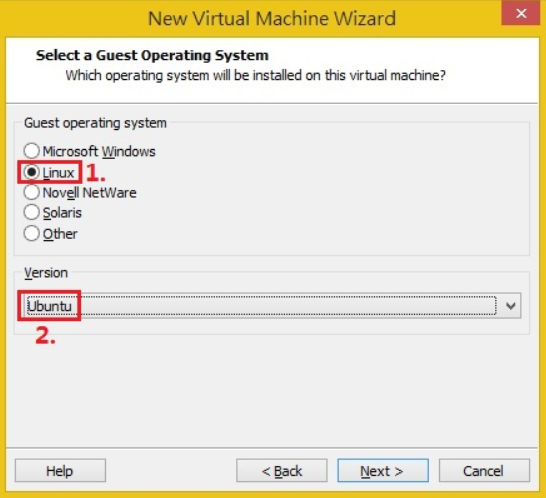 New Virtual Machine Wizard
×
Select a Guest Operating System
Which operating system will be installed on this virtual machine?
Guest operating system
Microsoft Windows
Linux 1.
Novell NetWare
Solaris
Other
Version
Ubuntu
2.
Help < Back Next > Cancel